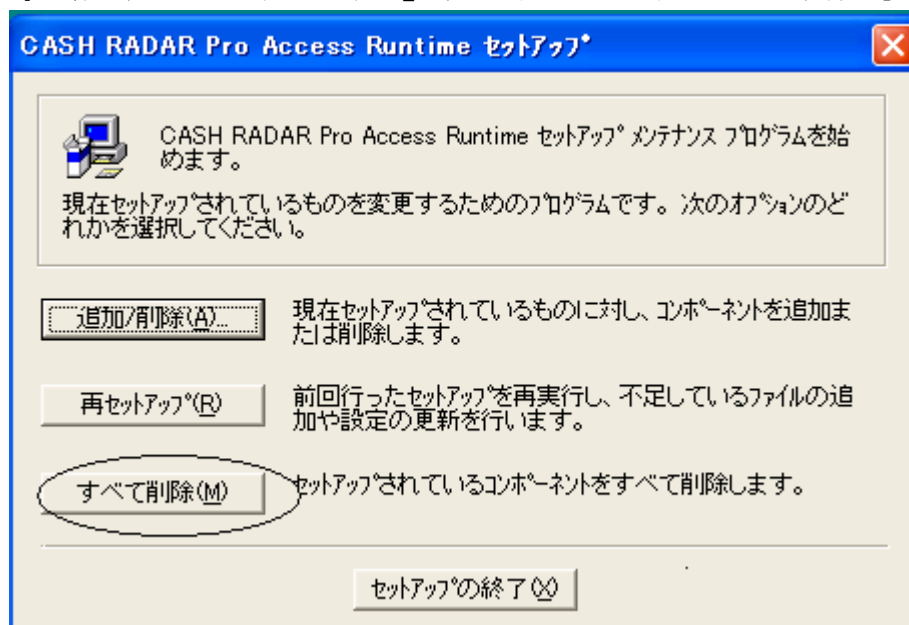 CASH RADAR Pro Access Runtime ｾｯﾄｱｯﾌﾟ
CASH RADAR Pro Access Runtime ｾｯﾄｱｯﾌﾟ ﾒﾝﾃﾅﾝｽ ﾌﾟﾛｸﾞﾗﾑを始
めます。
現在ｾｯﾄｱｯﾌﾟされているものを変更するためのﾌﾟﾛｸﾞﾗﾑです。次のｵﾌﾟｼｮﾝのど
れかを選択してください。
追加/削除(A)...
現在ｾｯﾄｱｯﾌﾟされているものに対し、ｺﾝﾎﾟｰﾈﾝﾄを追加ま
たは削除します。
再ｾｯﾄｱｯﾌﾟ(R)
前回行ったｾｯﾄｱｯﾌﾟを再実行し、不足しているﾌｧｲﾙの追
加や設定の更新を行います。
すべて削除(M)
ｾｯﾄｱｯﾌﾟされているｺﾝﾎﾟｰﾈﾝﾄをすべて削除します。
ｾｯﾄｱｯﾌﾟの終了(X)